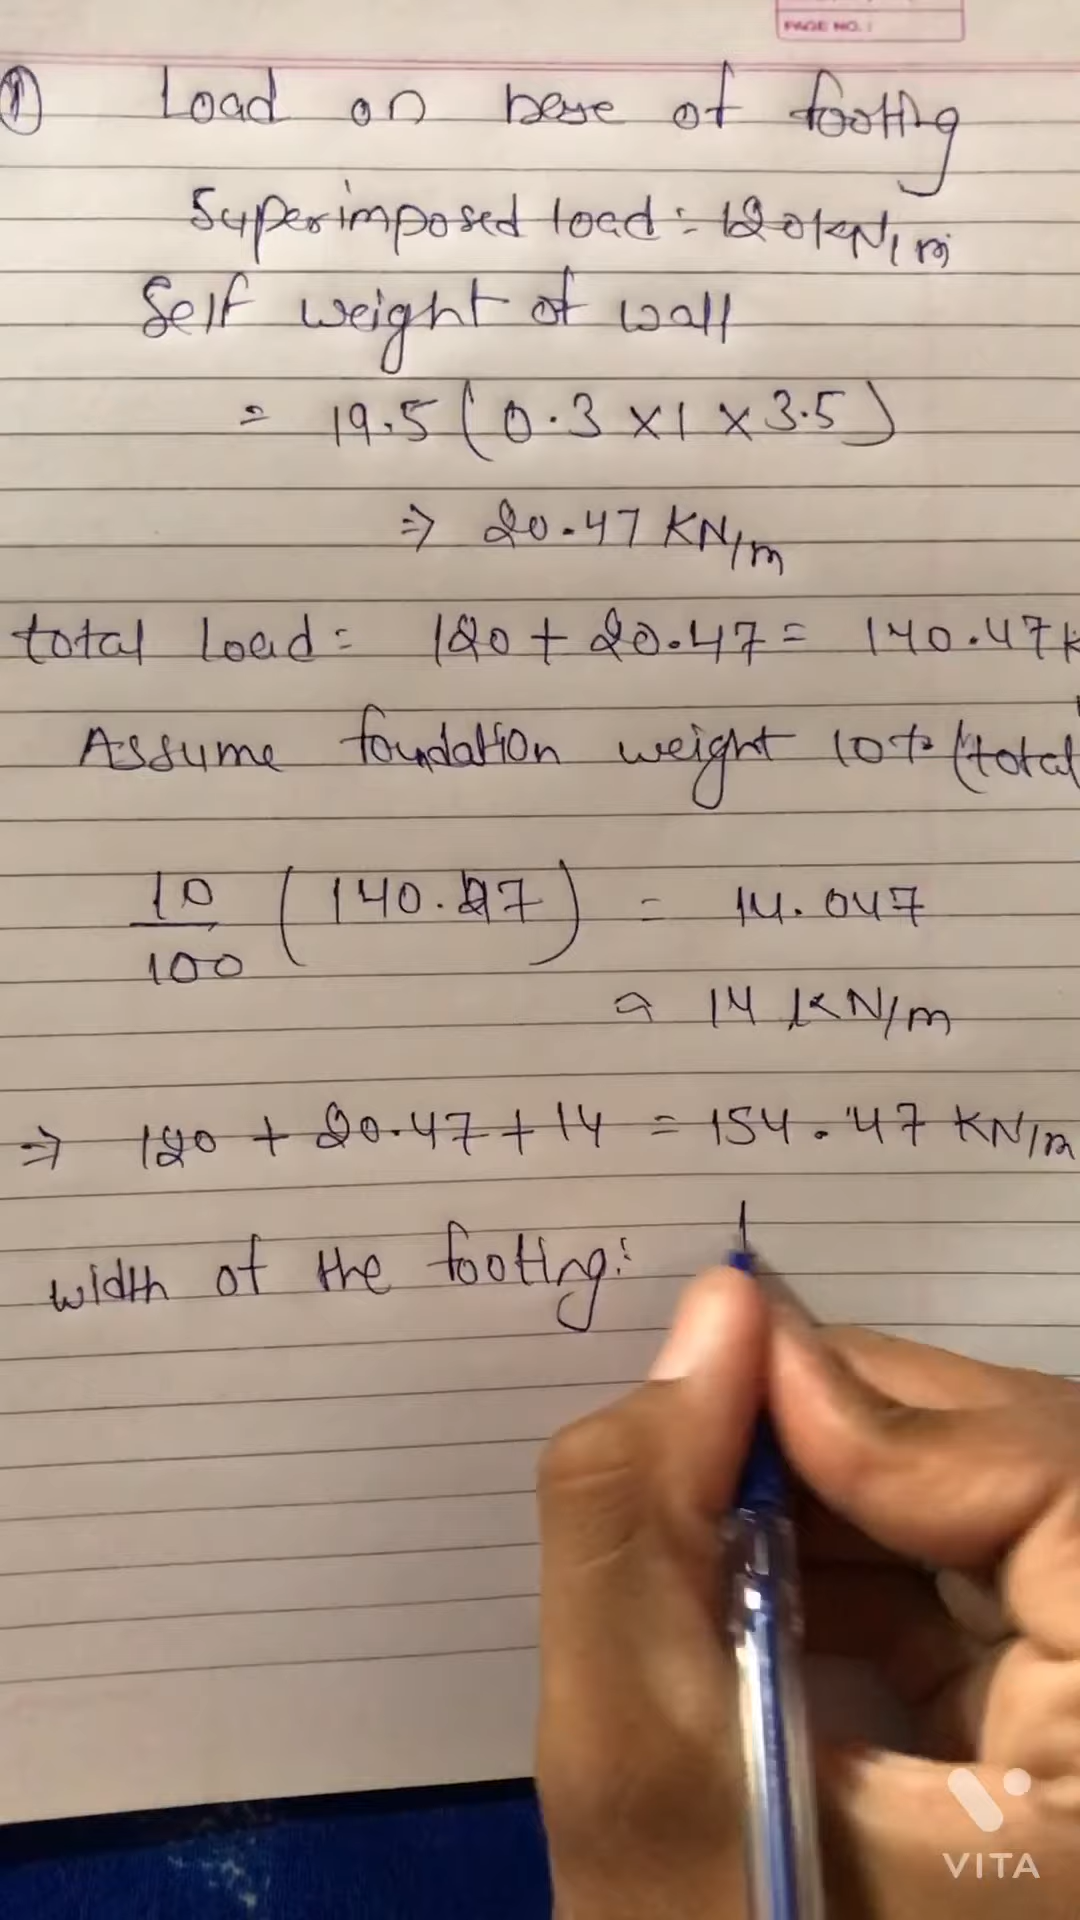 PAGE NO.:
1 Load on base of footing
Superimposed load = 120 KN/m
Self weight of wall
= 19.5 (0.3 x 1 x 3.5)
⇒ 20.47 KN/m
total load = 120 + 20.47 = 140.47 K
Assume foundation weight 10% (total
10/100 (140.47) = 14.047
= 14 KN/m
⇒ 120 + 20.47 + 14 = 154.47 KN/m
width of the footing:
VITA